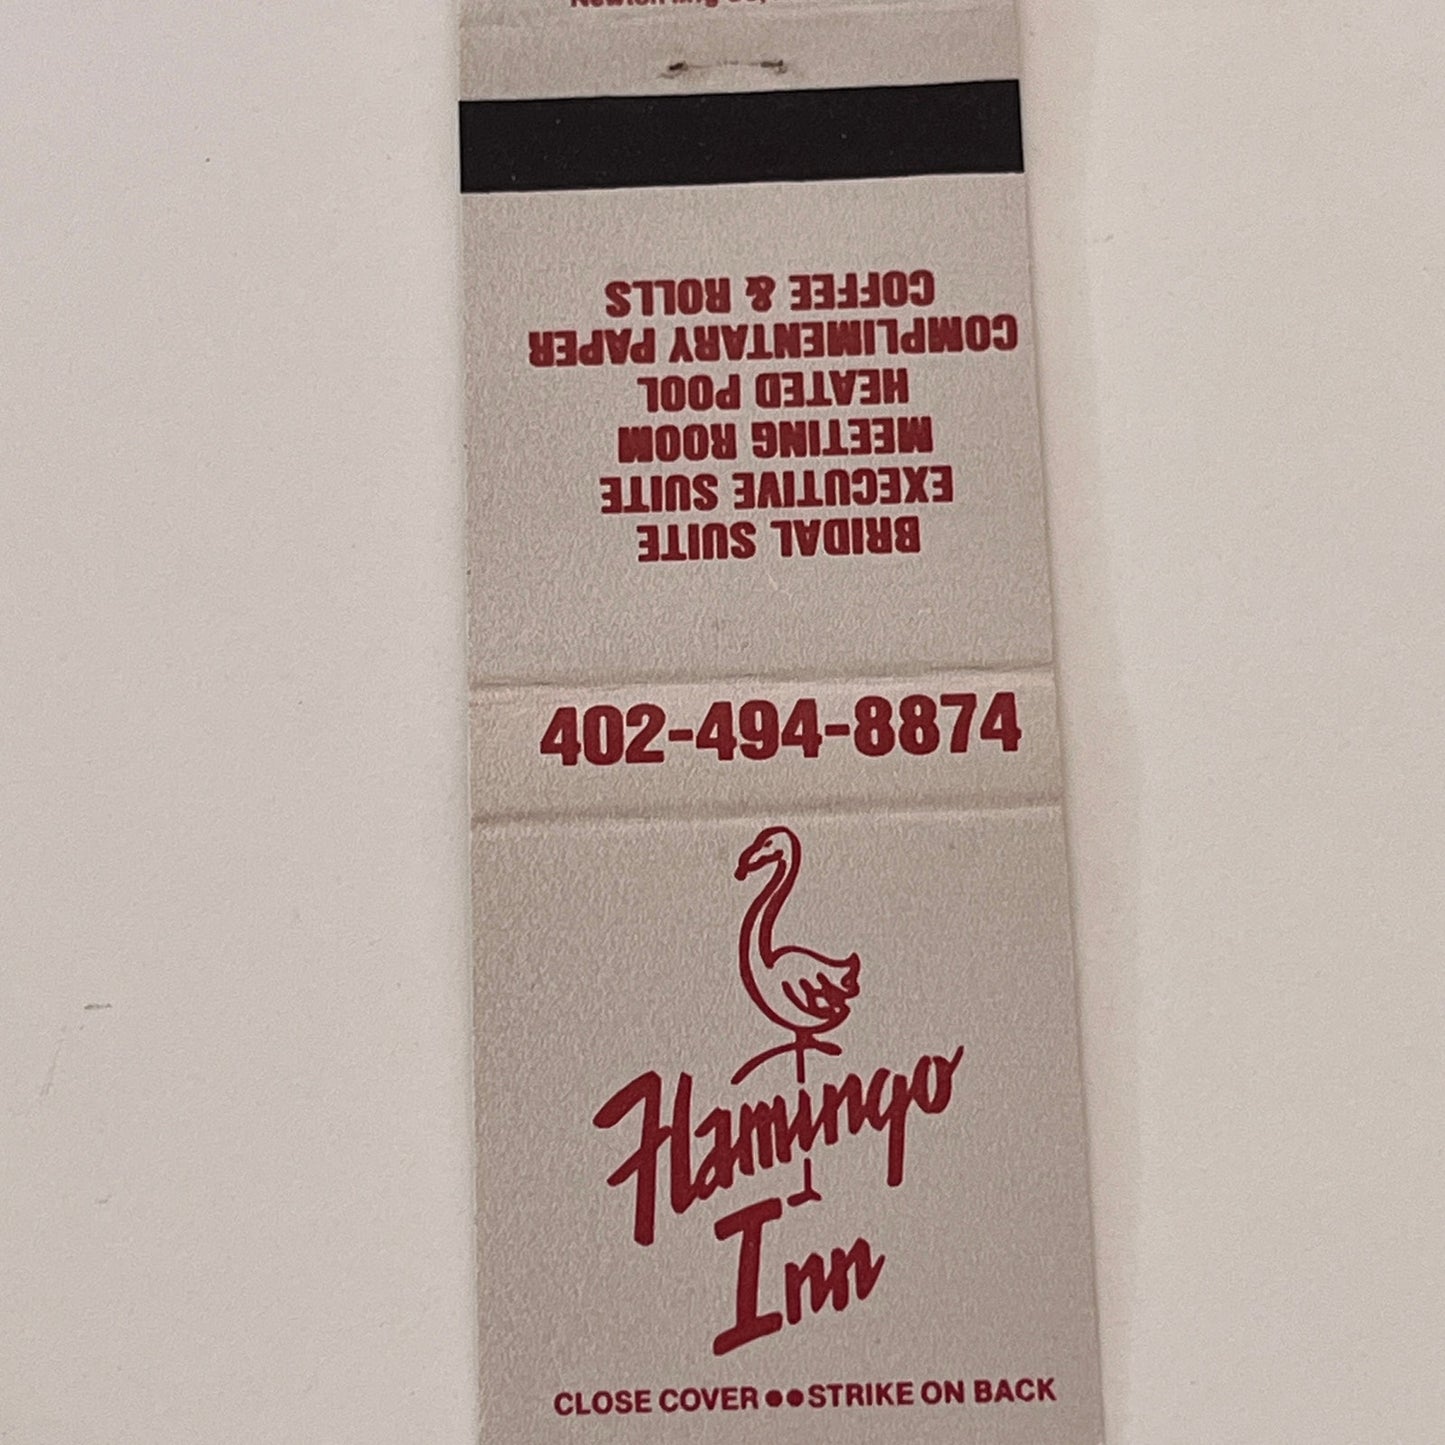 BRIDAL SUITE
EXECUTIVE SUITE
MEETING ROOM
HEATED POOL
COMPLIMENTARY PAPER
COFFEE & ROLLS
402-494-8874
Flamingo
Inn
CLOSE COVER ●● STRIKE ON BACK